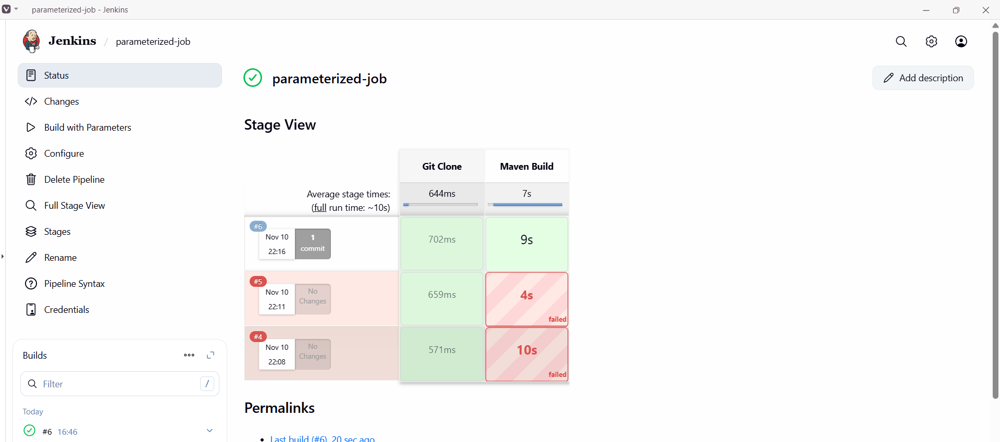 parameterized-job - Jenkins
Jenkins / parameterized-job
Status
Changes
Build with Parameters
Configure
Delete Pipeline
Full Stage View
Stages
Rename
Pipeline Syntax
Credentials
Builds
Filter /
Today
#6 16:46
parameterized-job
Add description
Stage View
Git Clone Maven Build
Average stage times: 644ms 7s
(full run time: ~10s)
#6
Nov 10 1
22:16 commit
702ms 9s
#5
Nov 10 No
22:11 Changes
659ms 4s
failed
#4
Nov 10 No
22:08 Changes
571ms 10s
failed
Permalinks
Last build (#6), 20 sec ago